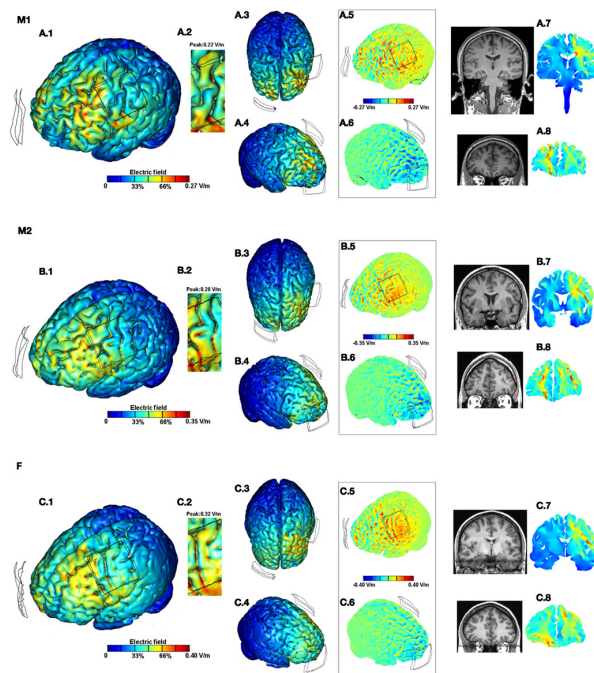 M1
A.1
A.2
Peak:0.22 V/m
A.3
A.4
A.5
-0.27 V/m
0.27 V/m
A.6
A.7
A.8
Electric field
0
33%
66%
0.27 V/m
M2
B.1
B.2
Peak:0.28 V/m
B.3
B.4
B.5
-0.35 V/m
0.35 V/m
B.6
B.7
B.8
Electric field
0
33%
66%
0.35 V/m
F
C.1
C.2
Peak:0.32 V/m
C.3
C.4
C.5
-0.40 V/m
0.40 V/m
C.6
C.7
C.8
Electric field
0
33%
66%
0.40 V/m